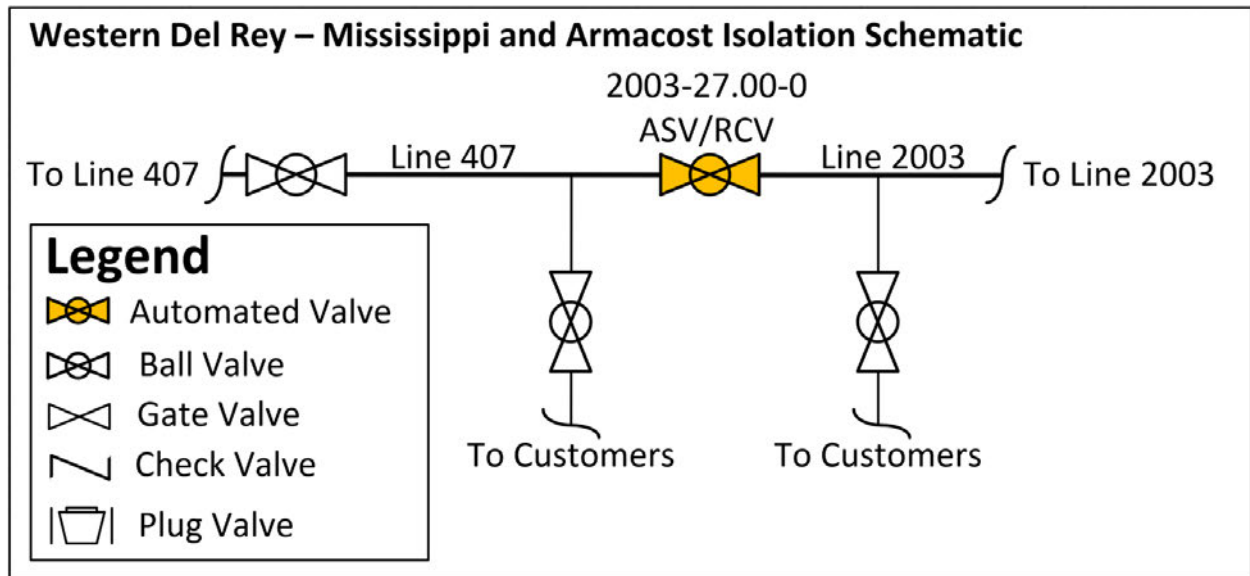 Western Del Rey – Mississippi and Armacost Isolation Schematic
2003-27.00-0
ASV/RCV
To Line 407
Line 407
Line 2003
To Line 2003
Legend
Automated Valve
Ball Valve
Gate Valve
Check Valve
Plug Valve
To Customers
To Customers